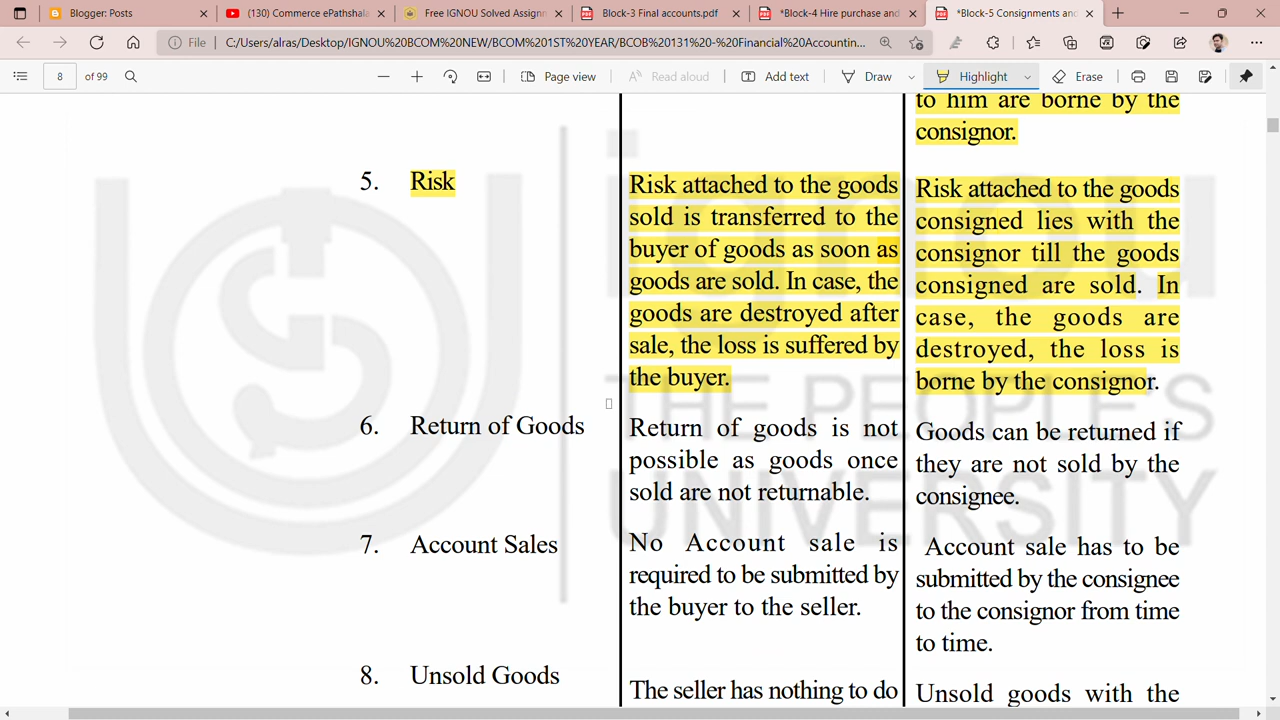 Blogger: Posts
(130) Commerce ePathshala
Free IGNOU Solved Assignm
Block-3 Final accounts.pdf
*Block-4 Hire purchase and
*Block-5 Consignments and
File
C:/Users/alras/Desktop/IGNOU%20BCOM%20NEW/BCOM%201ST%20YEAR/BCOB%20131%20-%20Financial%20Accountin...
8 of 99
Page view
Read aloud
Add text
Draw
Highlight
Erase
to him are borne by the
consignor.
5. Risk
Risk attached to the goods
sold is transferred to the
buyer of goods as soon as
goods are sold. In case, the
goods are destroyed after
sale, the loss is suffered by
the buyer.
Risk attached to the goods
consigned lies with the
consignor till the goods
consigned are sold. In
case, the goods are
destroyed, the loss is
borne by the consignor.
6. Return of Goods
Return of goods is not
possible as goods once
sold are not returnable.
Goods can be returned if
they are not sold by the
consignee.
7. Account Sales
No Account sale is
required to be submitted by
the buyer to the seller.
Account sale has to be
submitted by the consignee
to the consignor from time
to time.
8. Unsold Goods
The seller has nothing to do
Unsold goods with the
ignou
THE PEOPLE'S
UNIVERSITY